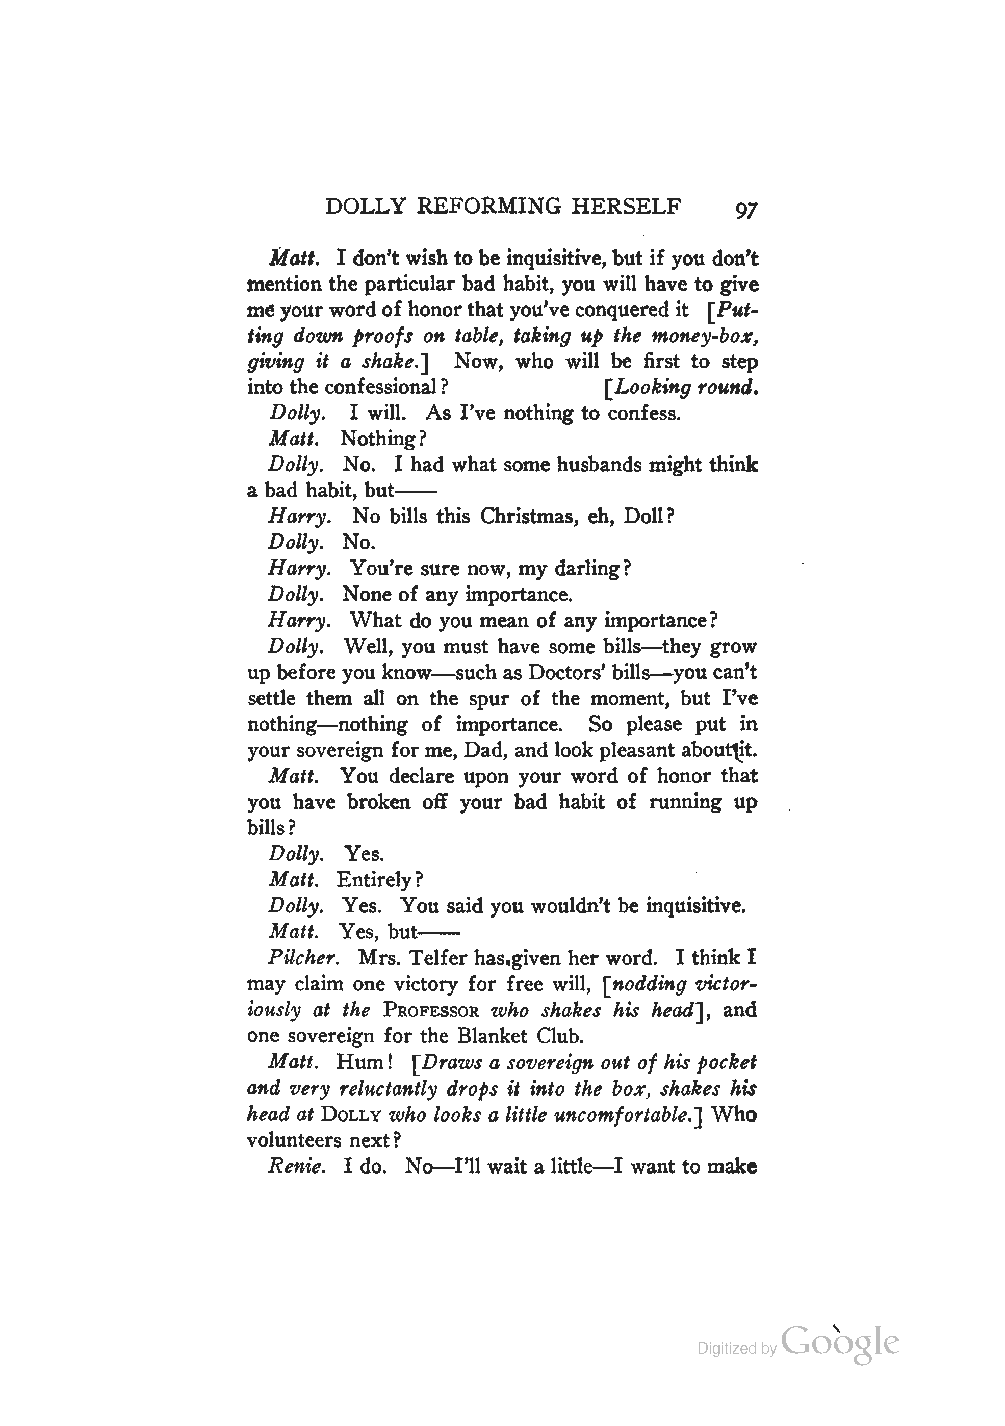 DOLLY REFORMING HERSELF 97
Matt. I don't wish to be inquisitive, but if you don't
mention the particular bad habit, you will have to give
me your word of honor that you've conquered it [Put-
ting down proofs on table, taking up the money-box,
giving it a shake.] Now, who will be first to step
into the confessional? [Looking round.
Dolly. I will. As I've nothing to confess.
Matt. Nothing?
Dolly. No. I had what some husbands might think
a bad habit, but——
Harry. No bills this Christmas, eh, Doll?
Dolly. No.
Harry. You're sure now, my darling?
Dolly. None of any importance.
Harry. What do you mean of any importance?
Dolly. Well, you must have some bills—they grow
up before you know—such as Doctors' bills—you can't
settle them all on the spur of the moment, but I've
nothing—nothing of importance. So please put in
your sovereign for me, Dad, and look pleasant about it.
Matt. You declare upon your word of honor that
you have broken off your bad habit of running up
bills?
Dolly. Yes.
Matt. Entirely?
Dolly. Yes. You said you wouldn't be inquisitive.
Matt. Yes, but——
Pilcher. Mrs. Telfer has given her word. I think I
may claim one victory for free will, [nodding victor-
iously at the PROFESSOR who shakes his head], and
one sovereign for the Blanket Club.
Matt. Hum! [Draws a sovereign out of his pocket
and very reluctantly drops it into the box, shakes his
head at DOLLY who looks a little uncomfortable.] Who
volunteers next?
Renie. I do. No—I'll wait a little—I want to make
Digitized by Google